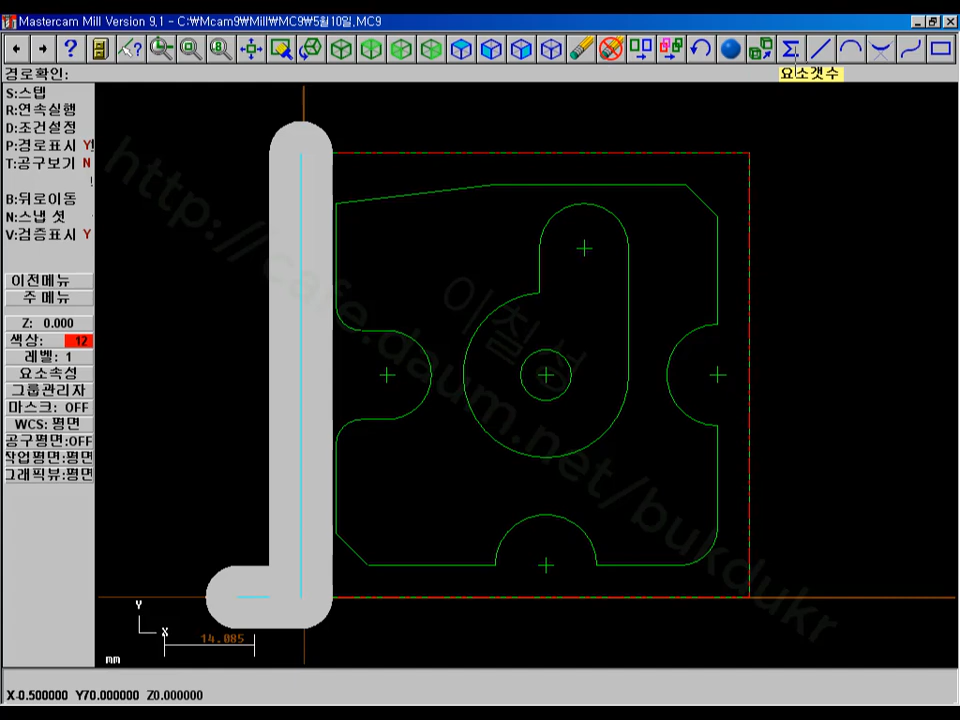 Mastercam Mill Version 9.1 - C:₩Mcam9₩Mill₩MC9₩5월10일.MC9
경로확인:
요소갯수
S:스텝
R:연속실행
D:조건설정
P:경로표시 Y
T:공구보기 N
B:뒤로이동
N:스냅 셋
V:검증표시 Y
이전메뉴
주 메뉴
Z: 0.000
색상: 12
레벨: 1
요소속성
그룹관리자
마스크: OFF
WCS: 평면
공구평면:OFF
작업평면:평면
그래픽뷰:평면
http://cafe.daum.net/bukdukr
이칠성
Y
X
14.085
mm
X-0.500000 Y70.000000 Z0.000000